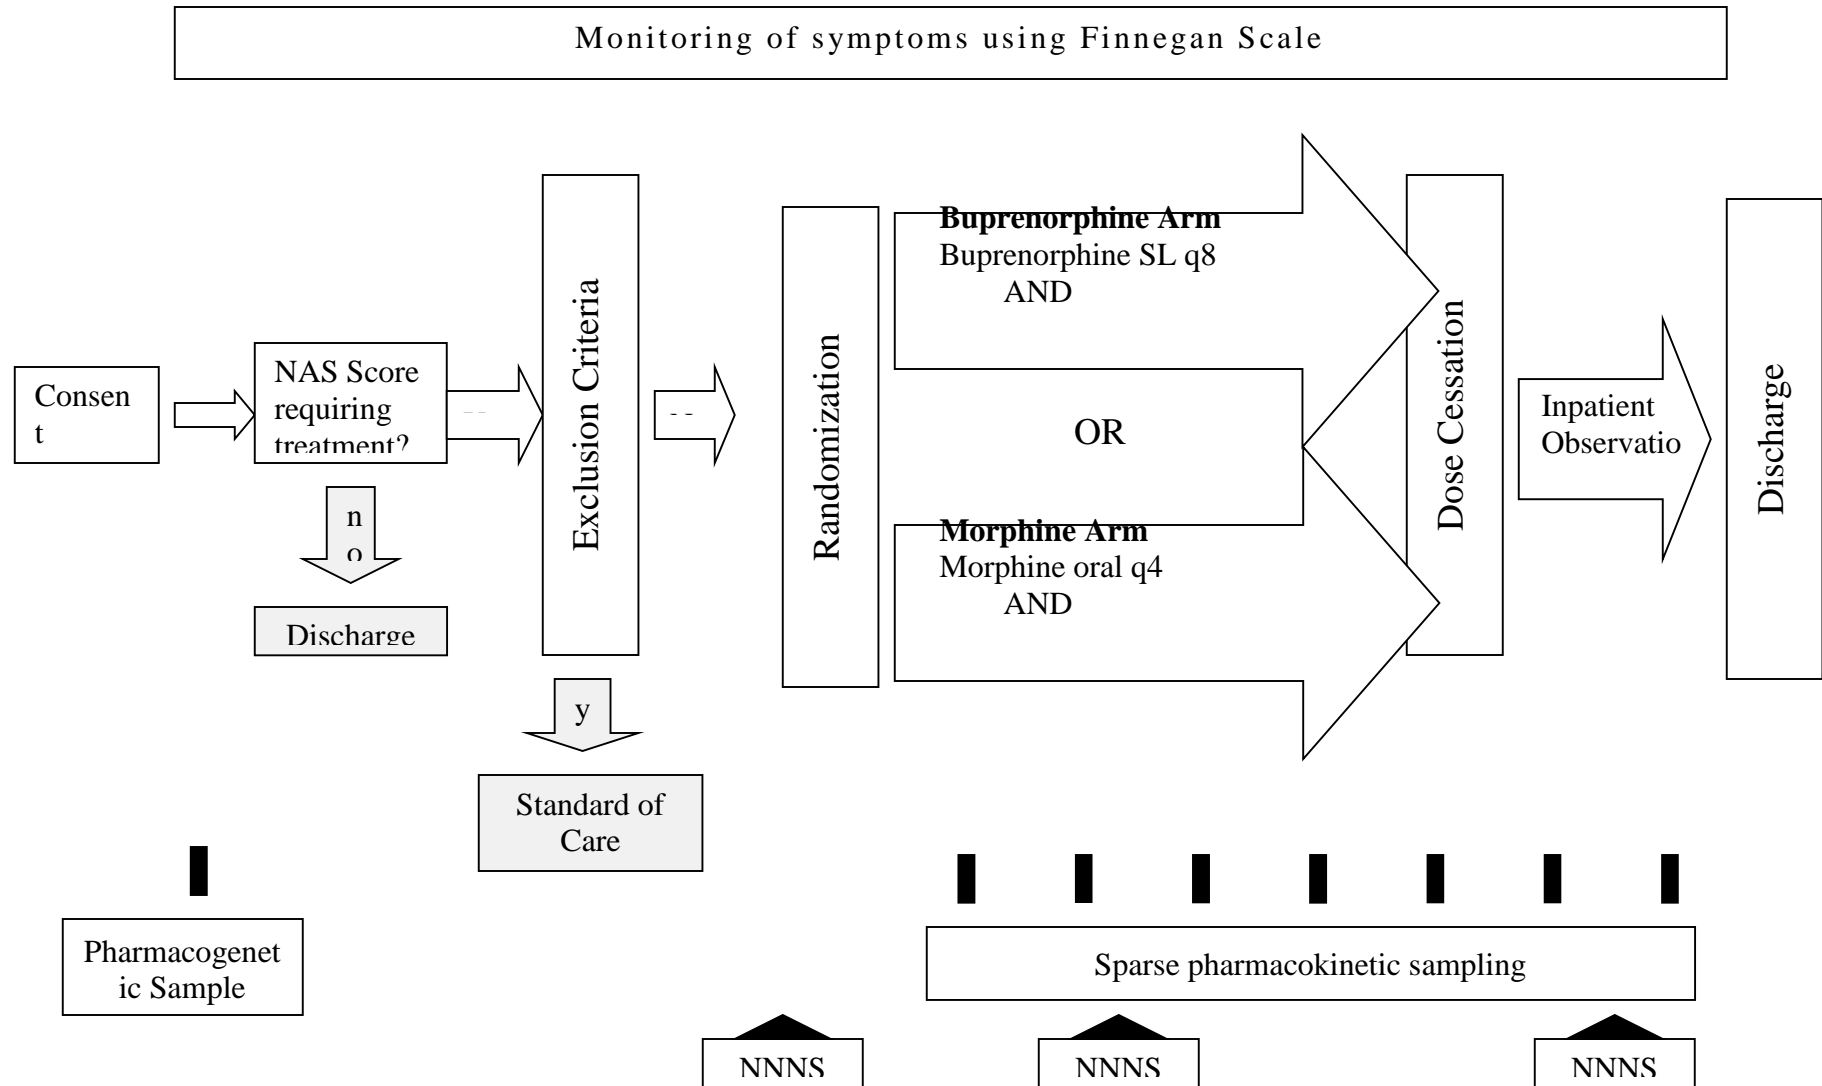 Monitoring of symptoms using Finnegan Scale
Consen
t
NAS Score
requiring
treatment?
n
o
Discharge
Exclusion Criteria
y
Standard of
Care
Randomization
Buprenorphine Arm
Buprenorphine SL q8
AND
OR
Morphine Arm
Morphine oral q4
AND
Dose Cessation
Inpatient
Observatio
Discharge
Pharmacogenet
ic Sample
Sparse pharmacokinetic sampling
NNNS
NNNS
NNNS